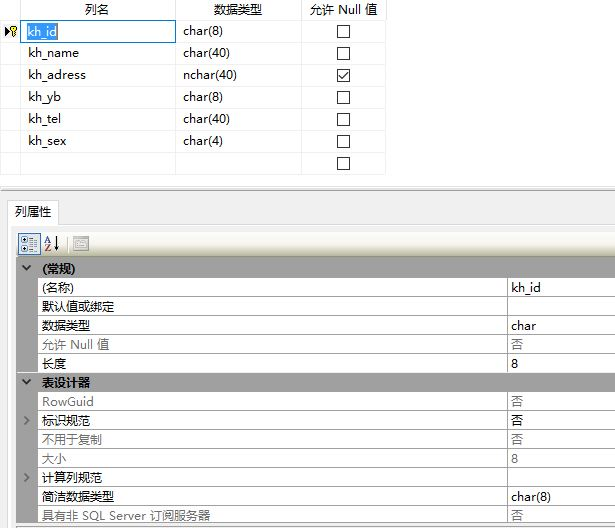 列名 数据类型 允许 Null 值
kh_id char(8)
kh_name char(40)
kh_adress nchar(40)
kh_yb char(8)
kh_tel char(40)
kh_sex char(4)
列属性
(常规)
(名称) kh_id
默认值或绑定
数据类型 char
允许 Null 值 否
长度 8
表设计器
RowGuid 否
标识规范 否
不用于复制 否
大小 8
计算列规范
简洁数据类型 char(8)
具有非 SQL Server 订阅服务器 否